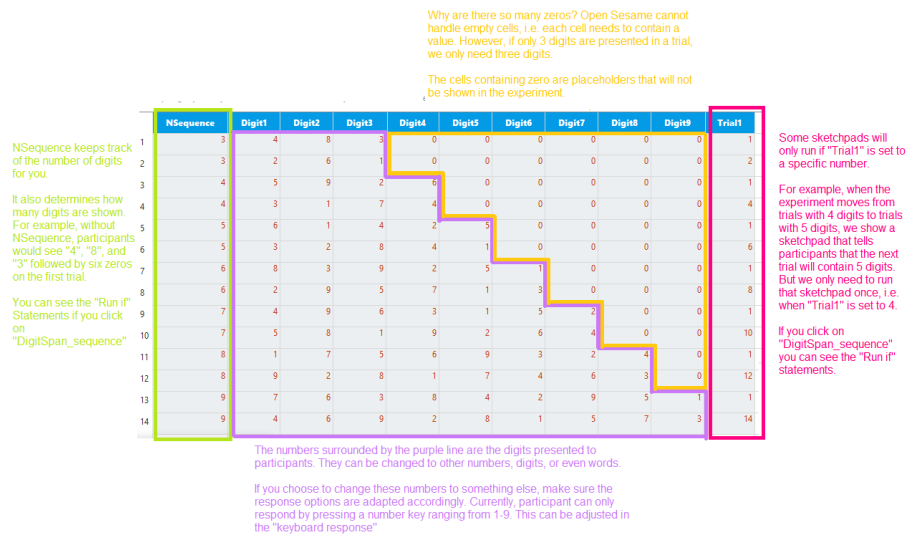 Why are there so many zeros? Open Sesame cannot
handle empty cells, i.e. each cell needs to contain a
value. However, if only 3 digits are presented in a trial,
we only need three digits.
The cells containing zero are placeholders that will not
be shown in the experiment.
NSequence keeps track
of the number of digits
for you.
It also determines how
many digits are shown.
For example, without
NSequence, participants
would see "4", "8", and
"3" followed by six zeros
on the first trial.
You can see the "Run if"
Statements if you click
on
"DigitSpan_sequence"
NSequence Digit1 Digit2 Digit3 Digit4 Digit5 Digit6 Digit7 Digit8 Digit9 Trial1
1 3 4 8 3 0 0 0 0 0 0 1
2 3 2 6 1 0 0 0 0 0 0 2
3 4 5 9 2 6 0 0 0 0 0 1
4 4 3 1 7 4 0 0 0 0 0 4
5 5 6 1 4 2 5 0 0 0 0 1
6 5 3 2 8 4 1 0 0 0 0 6
7 6 8 3 9 2 5 1 0 0 0 1
8 6 2 9 5 7 1 3 0 0 0 8
9 7 4 9 6 3 1 5 2 0 0 1
10 7 5 8 1 9 2 6 4 0 0 10
11 8 1 7 5 6 9 3 2 4 0 1
12 8 9 2 8 1 7 4 6 3 0 12
13 9 7 6 3 8 4 2 9 5 1 1
14 9 4 6 9 2 8 1 5 7 3 14
Some sketchpads will
only run if "Trial1" is set to
a specific number.
For example, when the
experiment moves from
trials with 4 digits to trials
with 5 digits, we show a
sketchpad that tells
participants that the next
trial will contain 5 digits.
But we only need to run
that sketchpad once, i.e.
when "Trial1" is set to 4.
If you click on
"DigitSpan_sequence"
you can see the "Run if"
statements.
The numbers surrounded by the purple line are the digits presented to
participants. They can be changed to other numbers, digits, or even words.
If you choose to change these numbers to something else, make sure the
response options are adapted accordingly. Currently, participant can only
respond by pressing a number key ranging from 1-9. This can be adjusted in
the "keyboard response"